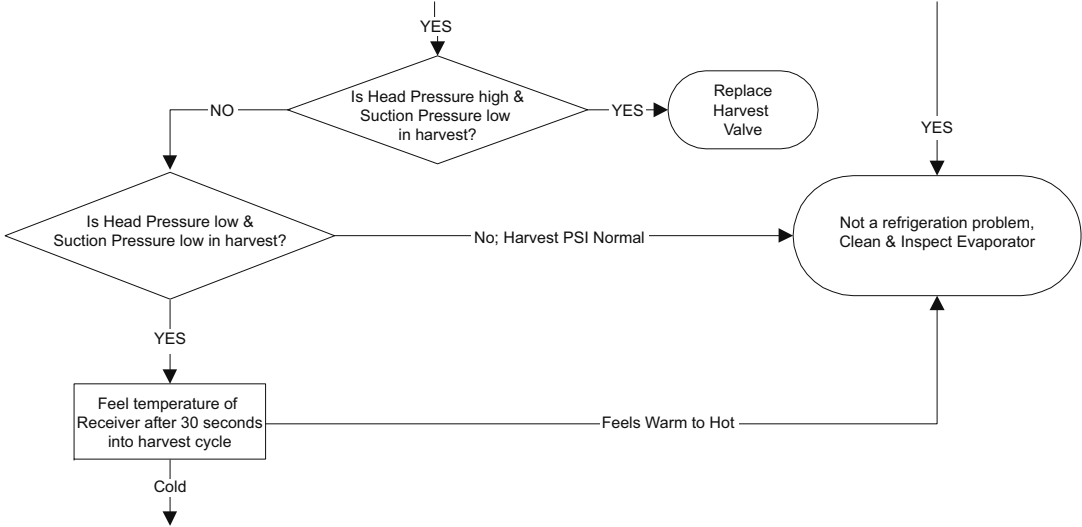 YES
Is Head Pressure high &
Suction Pressure low
in harvest?
NO
YES
Replace
Harvest
Valve
YES
Is Head Pressure low &
Suction Pressure low in harvest?
No; Harvest PSI Normal
Not a refrigeration problem,
Clean & Inspect Evaporator
YES
Feel temperature of
Receiver after 30 seconds
into harvest cycle
Feels Warm to Hot
Cold